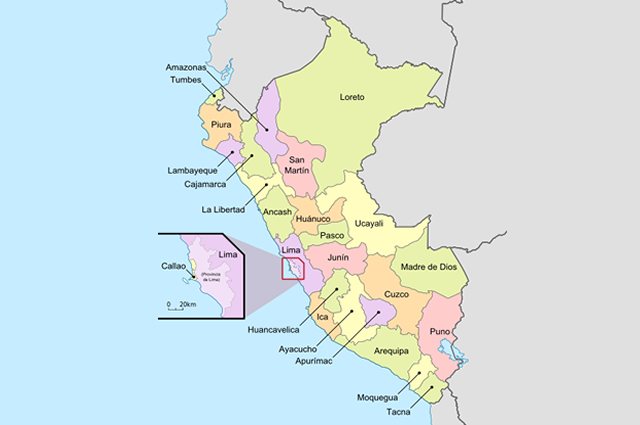 Amazonas
Tumbes
Loreto
Piura
San
Martín
Lambayeque
Cajamarca
La Libertad
Ancash
Huánuco
Ucayali
Pasco
Lima
Junín
Madre de Dios
Cuzco
Lima
Callao
(Provincia
de Lima)
0 20km
Huancavelica
Ica
Puno
Ayacucho
Apurímac
Arequipa
Moquegua
Tacna